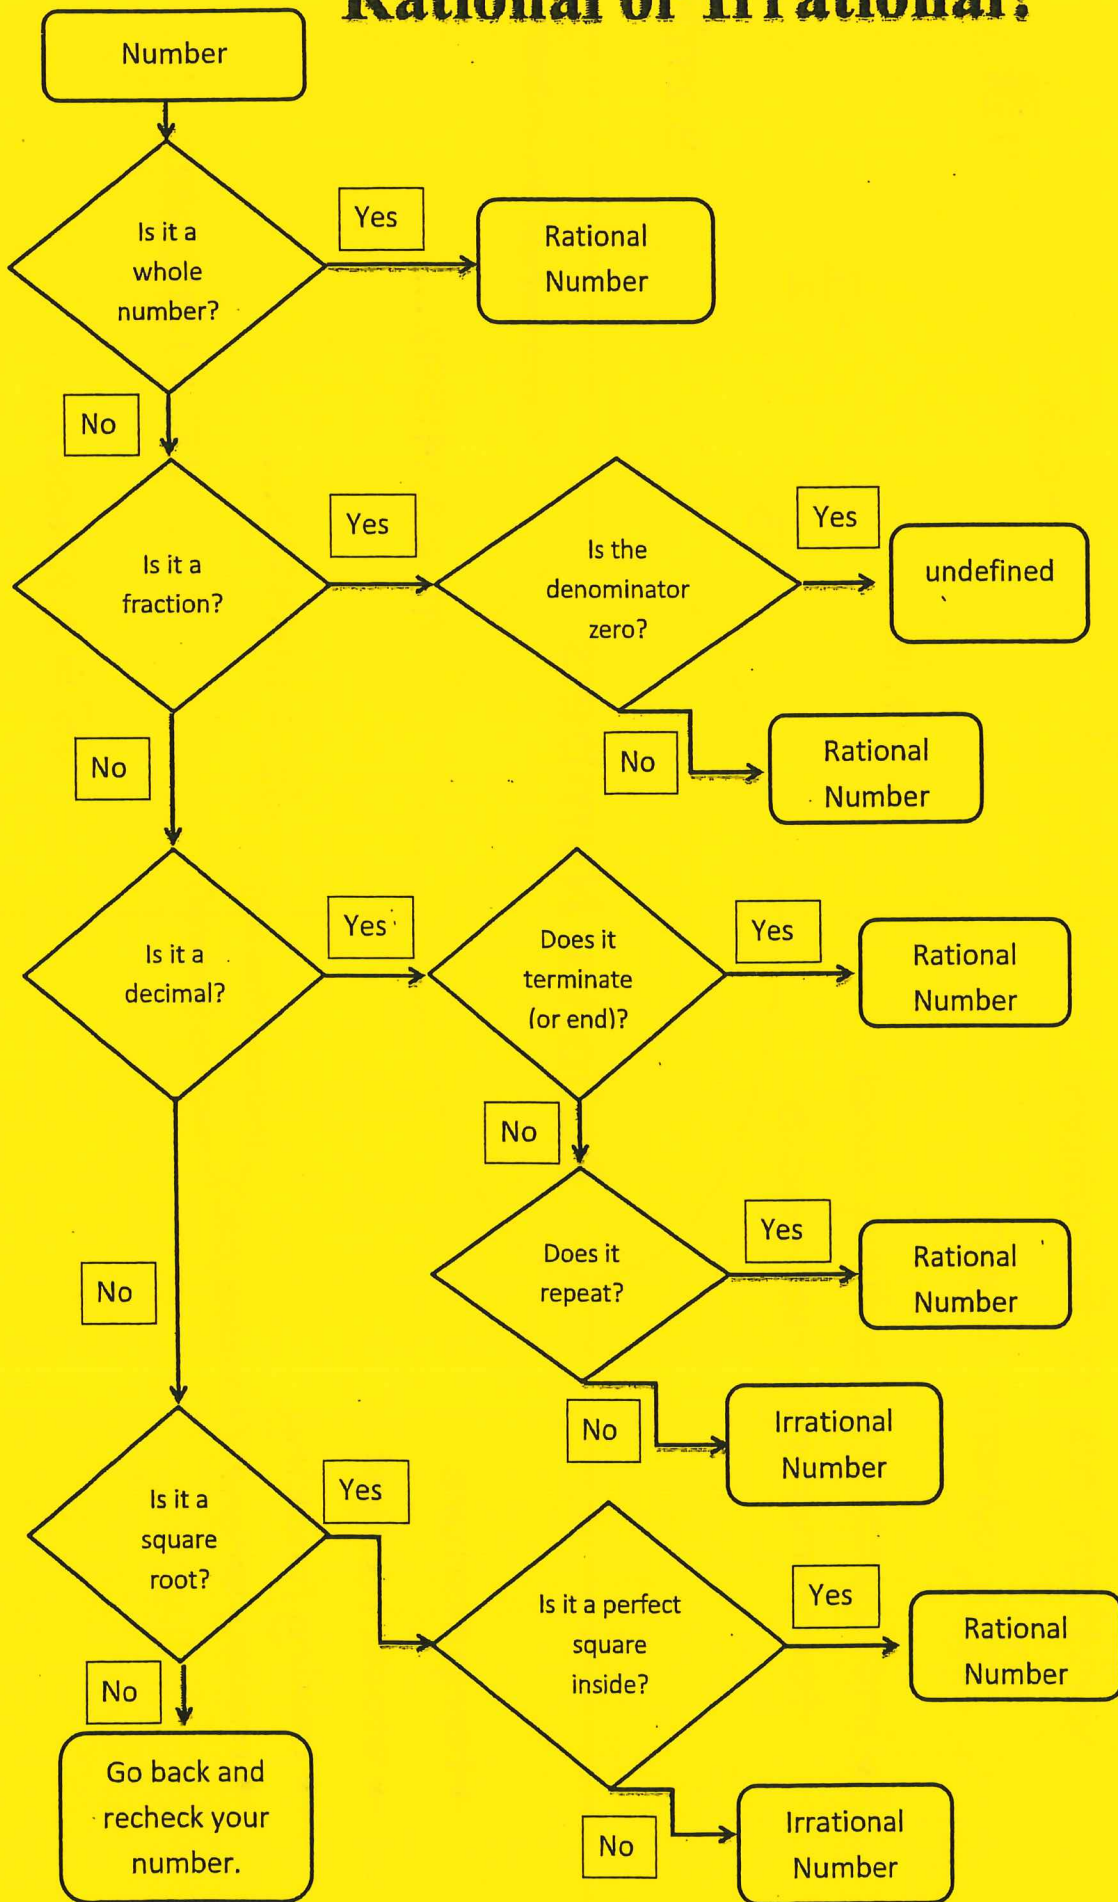 Rational or Irrational?
Number
Is it a
whole
number?
Yes
Rational
Number
No
Is it a
fraction?
Yes
Is the
denominator
zero?
Yes
undefined
No
Rational
Number
No
Is it a
decimal?
Yes
Does it
terminate
(or end)?
Yes
Rational
Number
No
Does it
repeat?
Yes
Rational
Number
No
Irrational
Number
No
Is it a
square
root?
Yes
Is it a perfect
square
inside?
Yes
Rational
Number
No
Irrational
Number
No
Go back and
recheck your
number.